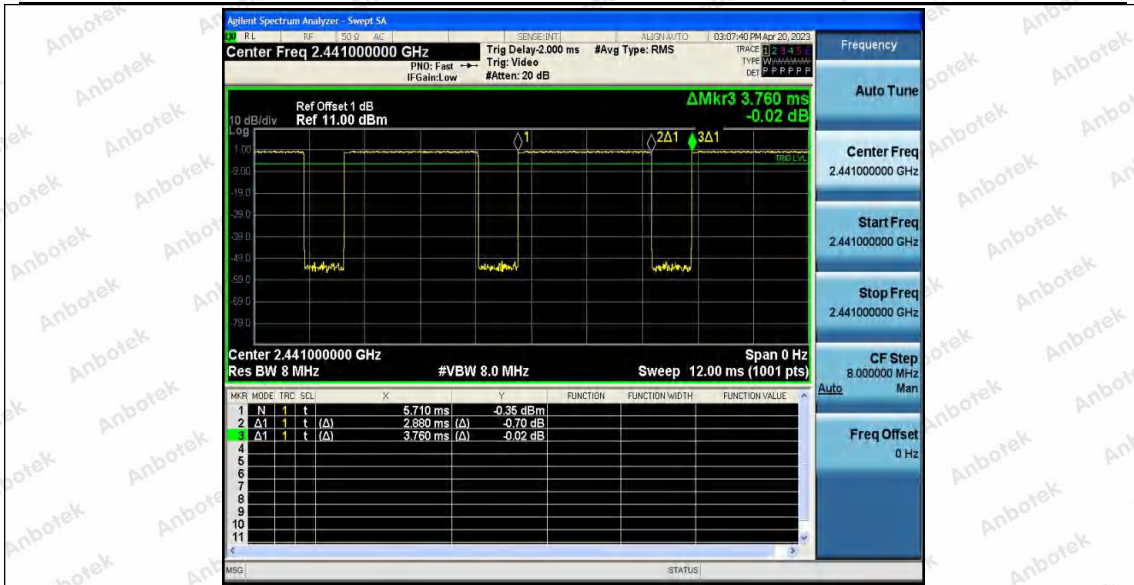 Agilent Spectrum Analyzer - Swept SA
RL RF 50 Ω AC SENSE:INT ALIGN AUTO 03:07:40 PM Apr 20, 2023
Center Freq 2.441000000 GHz
PNO: Fast
IFGain:Low
Trig Delay-2.000 ms
Trig: Video
#Atten: 20 dB
#Avg Type: RMS
TRACE 1 2 3 4 5 6
TYPE
DET P P P P P P
ΔMkr3 3.760 ms
-0.02 dB
Ref Offset 1 dB
10 dB/div Ref 11.00 dBm
Log
1.00
-9.00
-19.0
-29.0
-39.0
-49.0
-59.0
-69.0
-79.0
1
2Δ1
3Δ1
TRIG LVL
Center 2.441000000 GHz Span 0 Hz
Res BW 8 MHz #VBW 8.0 MHz Sweep 12.00 ms (1001 pts)
MKR MODE TRC SCL X Y FUNCTION FUNCTION WIDTH FUNCTION VALUE
1 N 1 t 5.710 ms -0.35 dBm
2 Δ1 1 t (Δ) 2.880 ms (Δ) -0.70 dB
3 Δ1 1 t (Δ) 3.760 ms (Δ) -0.02 dB
4
5
6
7
8
9
10
11
MSG STATUS
Frequency
Auto Tune
Center Freq
2.441000000 GHz
Start Freq
2.441000000 GHz
Stop Freq
2.441000000 GHz
CF Step
8.000000 MHz
Auto Man
Freq Offset
0 Hz
Anbotek